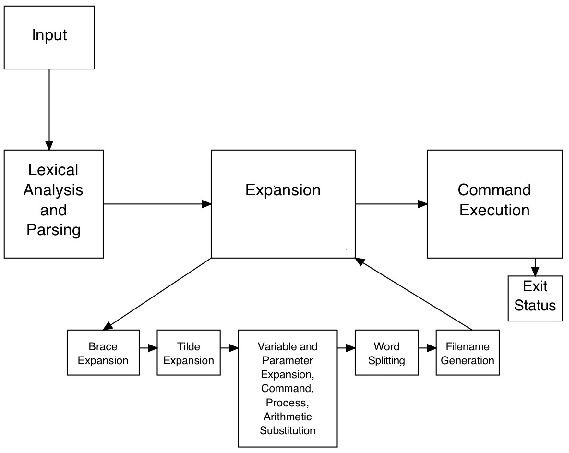 Input
Lexical
Analysis
and
Parsing
Expansion
Command
Execution
Exit
Status
Brace
Expansion
Tilde
Expansion
Variable and
Parameter
Expansion,
Command,
Process,
Arithmetic
Substitution
Word
Splitting
Filename
Generation